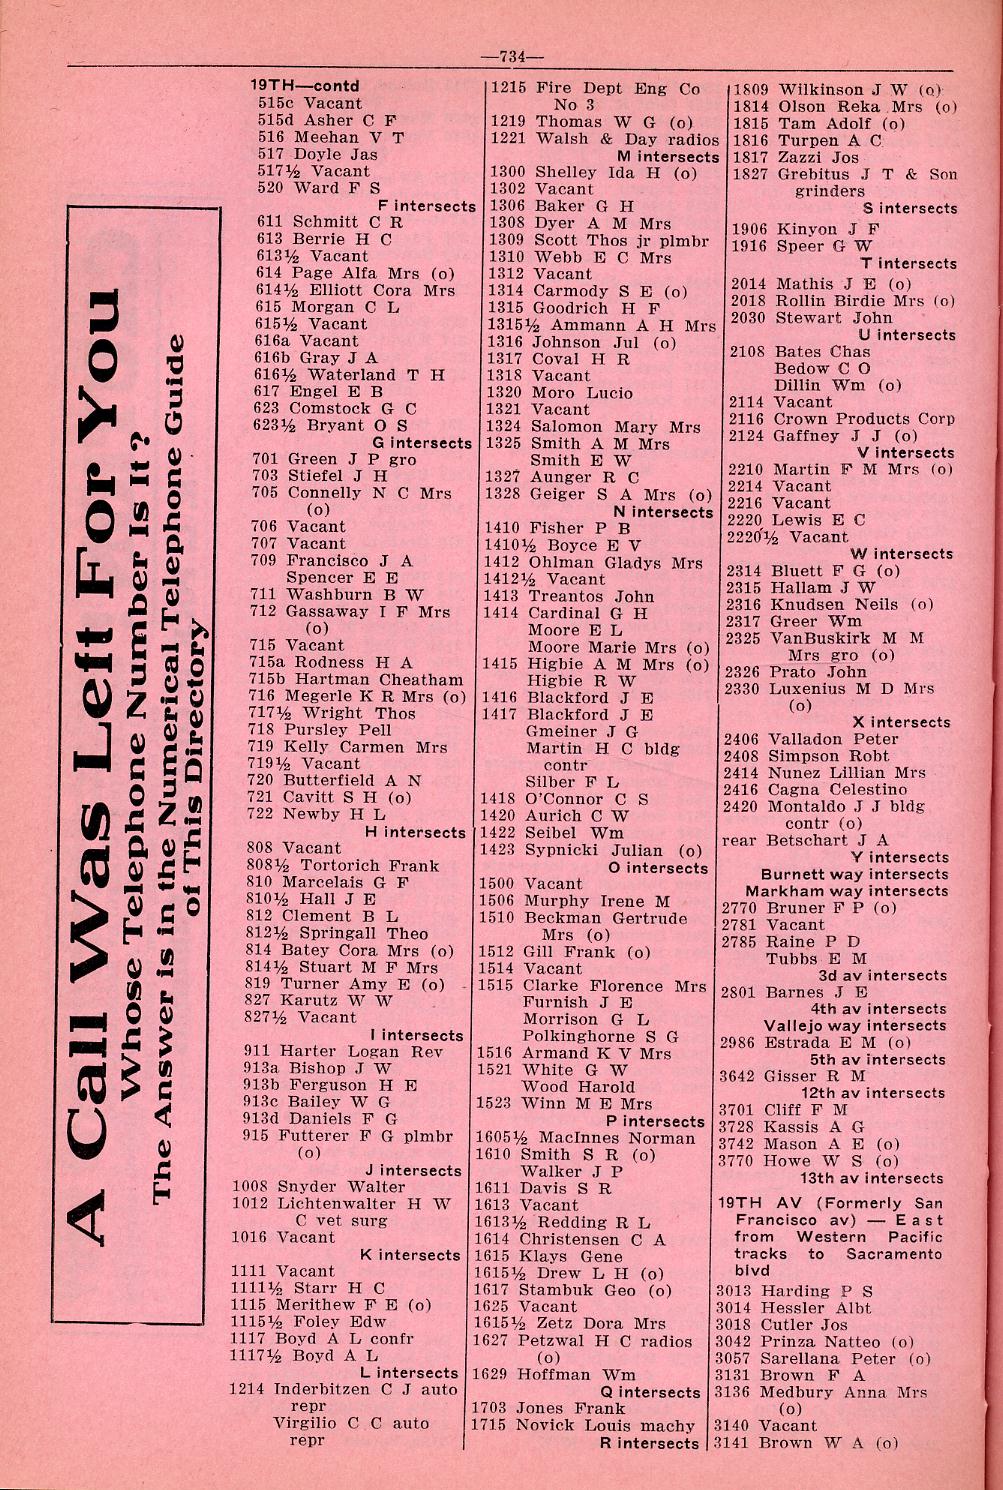 —734—
A Call Was Left For You
Whose Telephone Number Is It?
The Answer is in the Numerical Telephone Guide
of This Directory
19TH—contd
515c Vacant
515d Asher C F
516 Meehan V T
517 Doyle Jas
517½ Vacant
520 Ward F S
F intersects
611 Schmitt C R
613 Berrie H C
613½ Vacant
614 Page Alfa Mrs (o)
614½ Elliott Cora Mrs
615 Morgan C L
615½ Vacant
616a Vacant
616b Gray J A
616½ Waterland T H
617 Engel E B
623 Comstock G C
623½ Bryant O S
G intersects
701 Green J P gro
703 Stiefel J H
705 Connelly N C Mrs
(o)
706 Vacant
707 Vacant
709 Francisco J A
Spencer E E
711 Washburn B W
712 Gassaway I F Mrs
(o)
715 Vacant
715a Rodness H A
715b Hartman Cheatham
716 Megerle K R Mrs (o)
717½ Wright Thos
718 Pursley Pell
719 Kelly Carmen Mrs
719½ Vacant
720 Butterfield A N
721 Cavitt S H (o)
722 Newby H L
H intersects
808 Vacant
808½ Tortorich Frank
810 Marcelais G F
810½ Hall J E
812 Clement B L
812½ Springall Theo
814 Batey Cora Mrs (o)
814½ Stuart M F Mrs
819 Turner Amy E (o)
827 Karutz W W
827½ Vacant
I intersects
911 Harter Logan Rev
913a Bishop J W
913b Ferguson H E
913c Bailey W G
913d Daniels F G
915 Futterer F G plmbr
(o)
J intersects
1008 Snyder Walter
1012 Lichtenwalter H W
C vet surg
1016 Vacant
K intersects
1111 Vacant
1111½ Starr H C
1115 Merithew F E (o)
1115½ Foley Edw
1117 Boyd A L confr
1117½ Boyd A L
L intersects
1214 Inderbitzen C J auto
repr
Virgilio C C auto
repr
1215 Fire Dept Eng Co
No 3
1219 Thomas W G (o)
1221 Walsh & Day radios
M intersects
1300 Shelley Ida H (o)
1302 Vacant
1306 Baker G H
1308 Dyer A M Mrs
1309 Scott Thos jr plmbr
1310 Webb E C Mrs
1312 Vacant
1314 Carmody S E (o)
1315 Goodrich H F
1315½ Ammann A H Mrs
1316 Johnson Jul (o)
1317 Coval H R
1318 Vacant
1320 Moro Lucio
1321 Vacant
1324 Salomon Mary Mrs
1325 Smith A M Mrs
Smith E W
1327 Aunger R C
1328 Geiger S A Mrs (o)
N intersects
1410 Fisher P B
1410½ Boyce E V
1412 Ohlman Gladys Mrs
1412½ Vacant
1413 Treantos John
1414 Cardinal G H
Moore E L
Moore Marie Mrs (o)
1415 Higbie A M Mrs (o)
Higbie R W
1416 Blackford J E
1417 Blackford J E
Gmeiner J G
Martin H C bldg
contr
Silber F L
1418 O'Connor C S
1420 Aurich C W
1422 Seibel Wm
1423 Sypnicki Julian (o)
O intersects
1500 Vacant
1506 Murphy Irene M
1510 Beckman Gertrude
Mrs (o)
1512 Gill Frank (o)
1514 Vacant
1515 Clarke Florence Mrs
Furnish J E
Morrison G L
Polkinghorne S G
1516 Armand K V Mrs
1521 White G W
Wood Harold
1523 Winn M E Mrs
P intersects
1605½ MacInnes Norman
1610 Smith S R (o)
Walker J P
1611 Davis S R
1613 Vacant
1613½ Redding R L
1614 Christensen C A
1615 Klays Gene
1615½ Drew L H (o)
1617 Stambuk Geo (o)
1625 Vacant
1615½ Zetz Dora Mrs
1627 Petzwal H C radios
(o)
1629 Hoffman Wm
Q intersects
1703 Jones Frank
1715 Novick Louis machy
R intersects
1809 Wilkinson J W (o)
1814 Olson Reka Mrs (o)
1815 Tam Adolf (o)
1816 Turpen A C
1817 Zazzi Jos
1827 Grebitus J T & Son
grinders
S intersects
1906 Kinyon J F
1916 Speer G W
T intersects
2014 Mathis J E (o)
2018 Rollin Birdie Mrs (o)
2030 Stewart John
U intersects
2108 Bates Chas
Bedow C O
Dillin Wm (o)
2114 Vacant
2116 Crown Products Corp
2124 Gaffney J J (o)
V intersects
2210 Martin F M Mrs (o)
2214 Vacant
2216 Vacant
2220 Lewis E C
2220½ Vacant
W intersects
2314 Bluett F G (o)
2315 Hallam J W
2316 Knudsen Neils (o)
2317 Greer Wm
2325 VanBuskirk M M
Mrs gro (o)
2326 Prato John
2330 Luxenius M D Mrs
(o)
X intersects
2406 Valladon Peter
2408 Simpson Robt
2414 Nunez Lillian Mrs
2416 Cagna Celestino
2420 Montaldo J J bldg
contr (o)
rear Betschart J A
Y intersects
Burnett way intersects
Markham way intersects
2770 Bruner F P (o)
2781 Vacant
2785 Raine P D
Tubbs E M
3d av intersects
2801 Barnes J E
4th av intersects
Vallejo way intersects
2986 Estrada E M (o)
5th av intersects
3642 Gisser R M
12th av intersects
3701 Cliff F M
3728 Kassis A G
3742 Mason A E (o)
3770 Howe W S (o)
13th av intersects
19TH AV (Formerly San
Francisco av) — East
from Western Pacific
tracks to Sacramento
blvd
3013 Harding P S
3014 Hessler Albt
3018 Cutler Jos
3042 Prinza Natteo (o)
3057 Sarellana Peter (o)
3131 Brown F A
3136 Medbury Anna Mrs
(o)
3140 Vacant
3141 Brown W A (o)